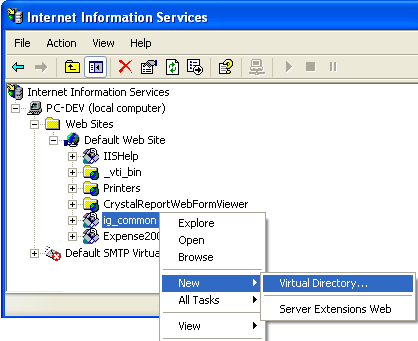 Internet Information Services
File Action View Help
Internet Information Services
PC-DEV (local computer)
Web Sites
Default Web Site
IISHelp
_vti_bin
Printers
CrystalReportWebFormViewer
ig_common
Expense200
Default SMTP Virtua
Explore
Open
Browse
New
All Tasks
View
Virtual Directory...
Server Extensions Web